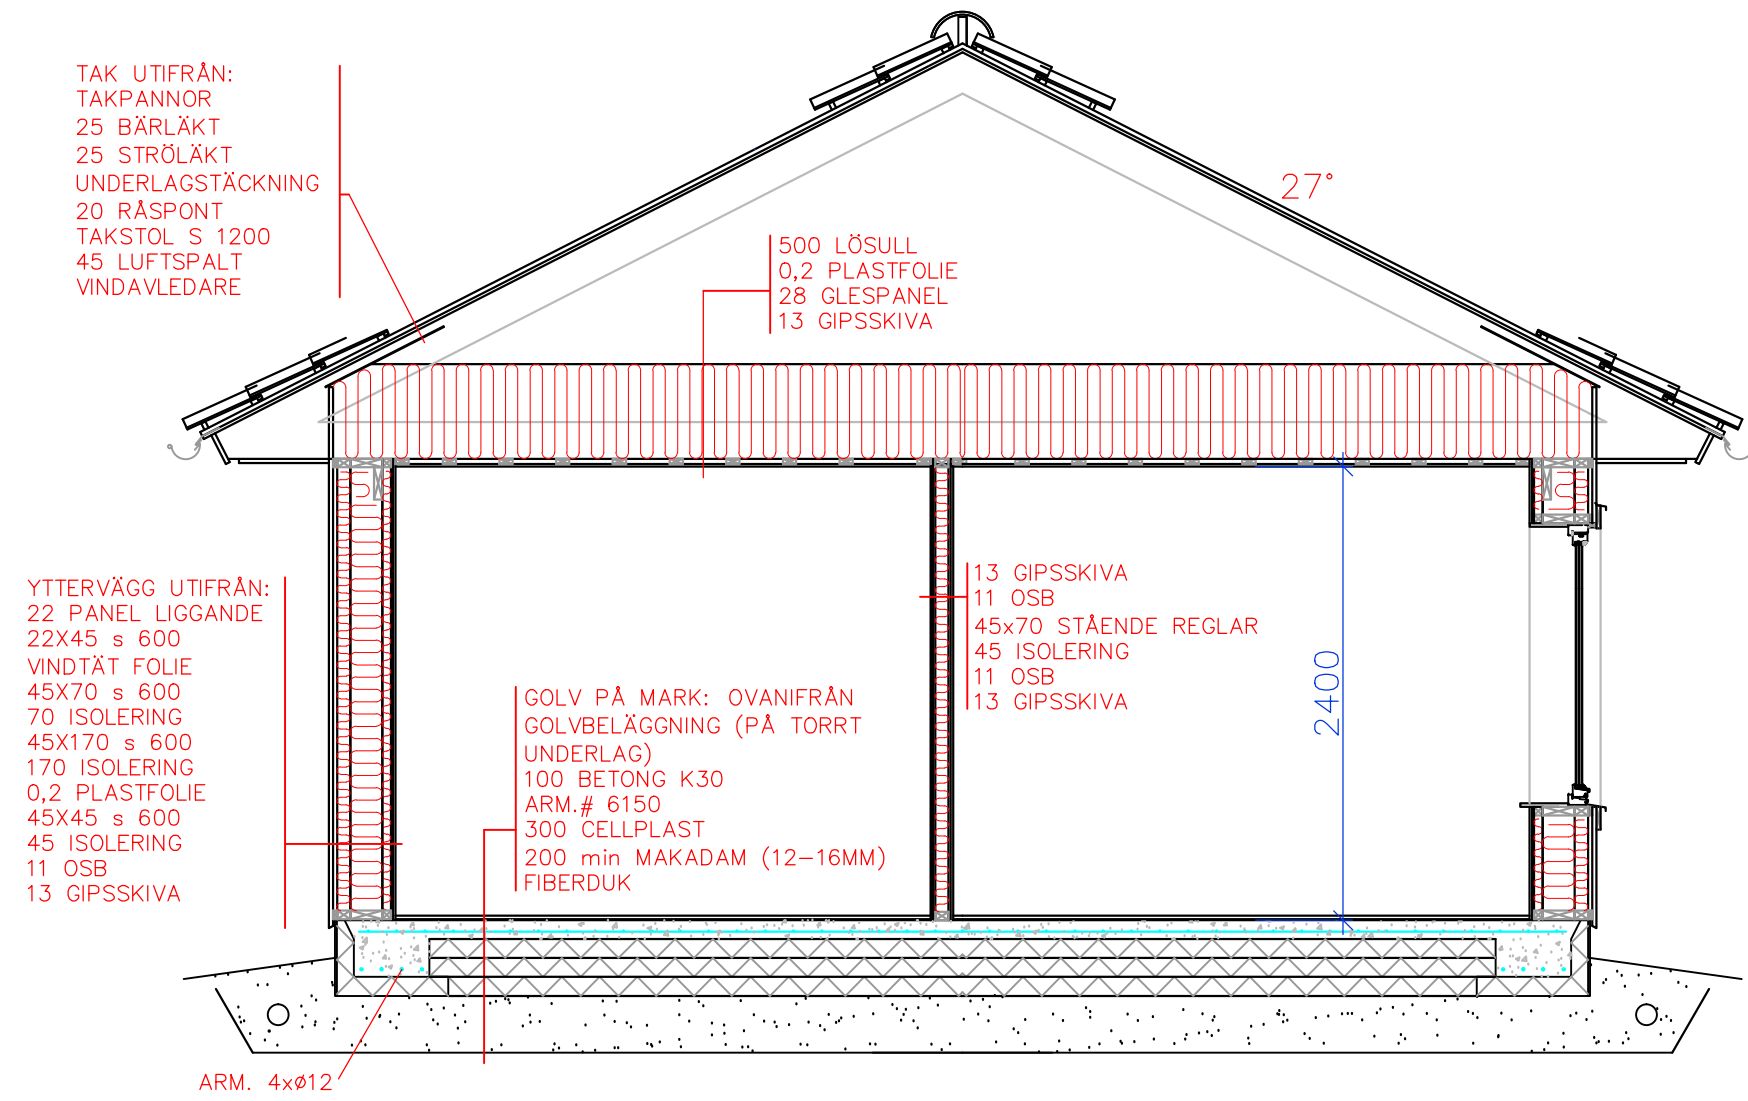 TAK UTIFRÅN:
TAKPANNOR
25 BÄRLÄKT
25 STRÖLÄKT
UNDERLAGSTÄCKNING
20 RÅSPONT
TAKSTOL S 1200
45 LUFTSPALT
VINDAVLEDARE
27°
500 LÖSULL
0,2 PLASTFOLIE
28 GLESPANEL
13 GIPSSKIVA
YTTERVÄGG UTIFRÅN:
22 PANEL LIGGANDE
22X45 s 600
VINDTÄT FOLIE
45X70 s 600
70 ISOLERING
45X170 s 600
170 ISOLERING
0,2 PLASTFOLIE
45X45 s 600
45 ISOLERING
11 OSB
13 GIPSSKIVA
13 GIPSSKIVA
11 OSB
45x70 STÅENDE REGLAR
45 ISOLERING
11 OSB
13 GIPSSKIVA
2400
GOLV PÅ MARK: OVANIFRÅN
GOLVBELÄGGNING (PÅ TORRT
UNDERLAG)
100 BETONG K30
ARM.# 6150
300 CELLPLAST
200 min MAKADAM (12-16MM)
FIBERDUK
ARM. 4xø12